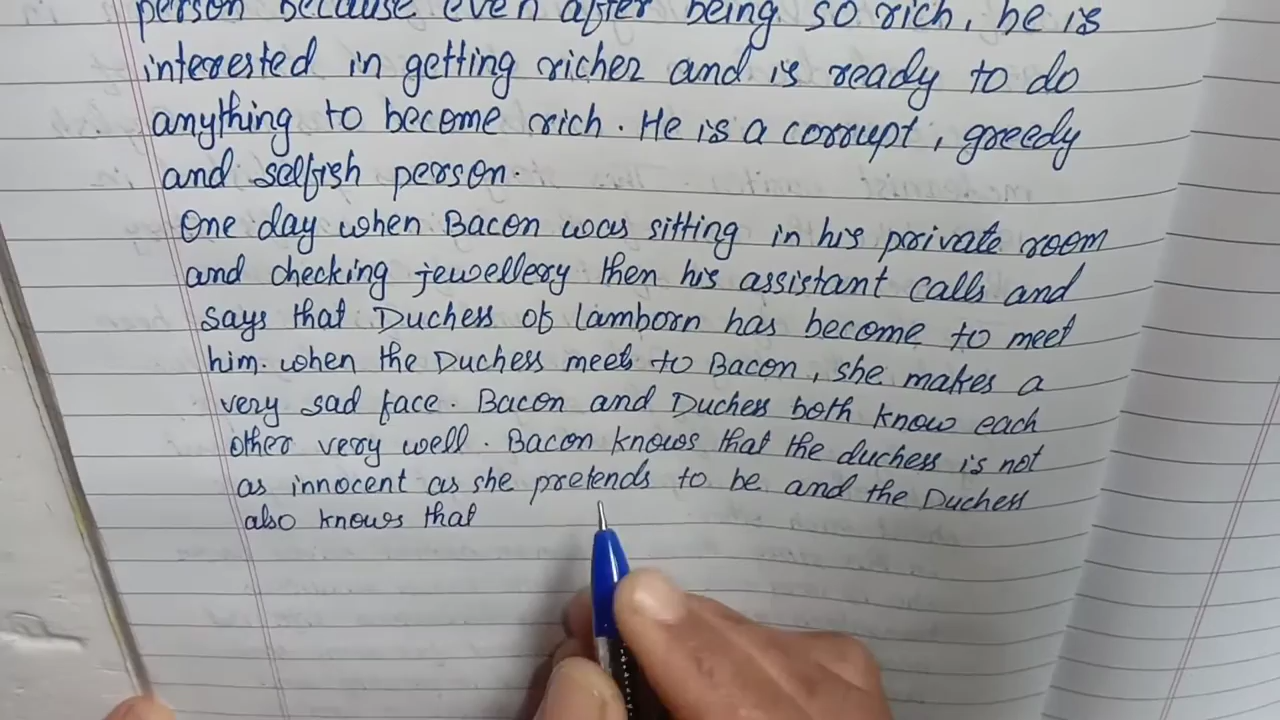 person because even after being so rich, he is
interested in getting richer and is ready to do
anything to become rich. He is a corrupt, greedy
and selfish person.
One day when Bacon was sitting in his private room
and checking jewellery then his assistant calls and
says that Duchess of Lamborn has become to meet
him. when the Duchess meets to Bacon, she makes a
very sad face. Bacon and Duchess both know each
other very well. Bacon knows that the duchess is not
as innocent as she pretends to be and the Duchess
also knows that